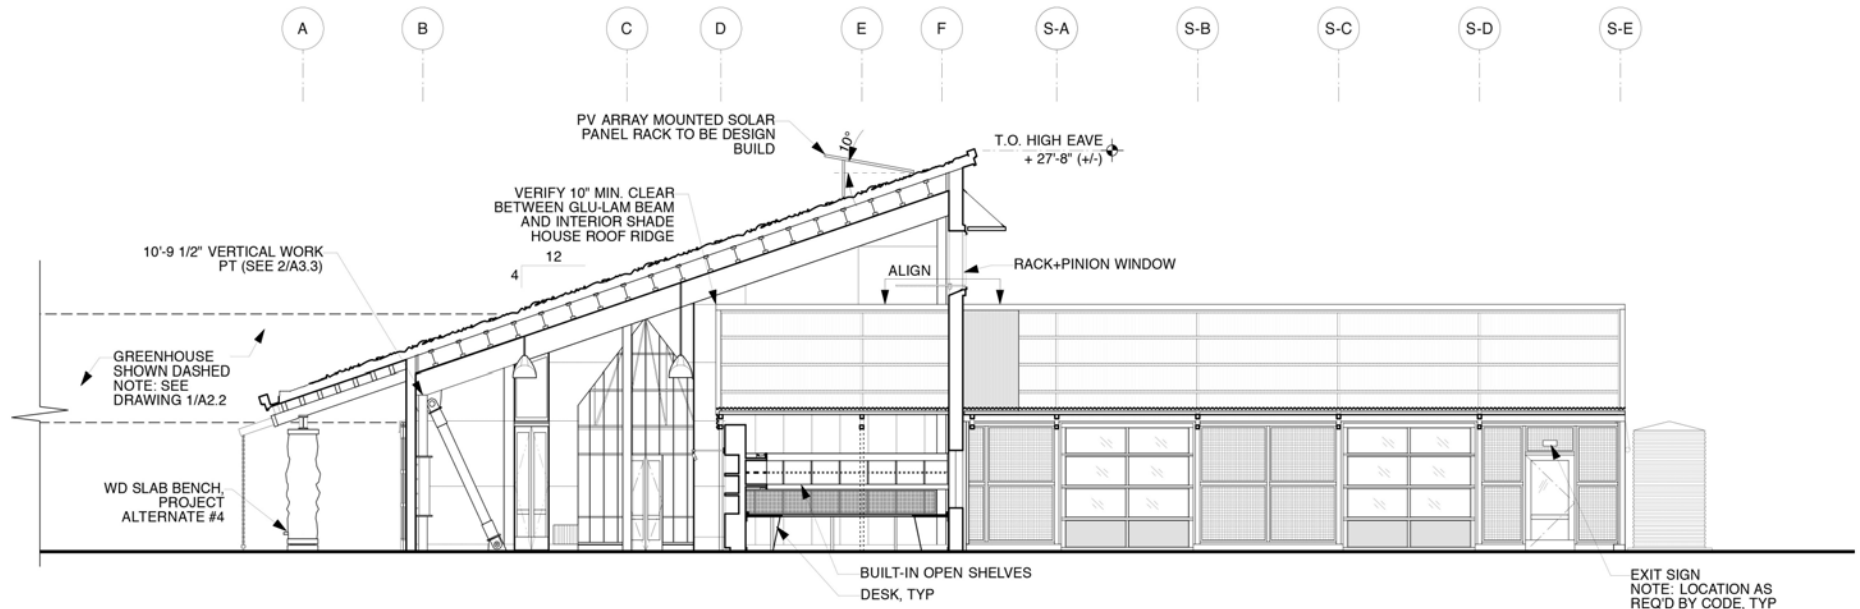 A B C D E F S-A S-B S-C S-D S-E
PV ARRAY MOUNTED SOLAR
PANEL RACK TO BE DESIGN
BUILD
10°
T.O. HIGH EAVE
+ 27'-8" (+/-)
VERIFY 10" MIN. CLEAR
BETWEEN GLU-LAM BEAM
AND INTERIOR SHADE
HOUSE ROOF RIDGE
12
4
10'-9 1/2" VERTICAL WORK
PT (SEE 2/A3.3)
ALIGN
RACK+PINION WINDOW
GREENHOUSE
SHOWN DASHED
NOTE: SEE
DRAWING 1/A2.2
WD SLAB BENCH,
PROJECT
ALTERNATE #4
BUILT-IN OPEN SHELVES
DESK, TYP
EXIT SIGN
NOTE: LOCATION AS
REQ'D BY CODE, TYP